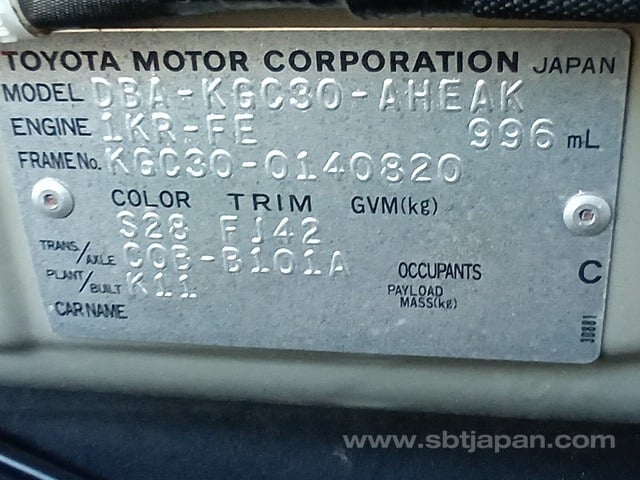 TOYOTA MOTOR CORPORATION JAPAN
MODEL DBA-KGC30-AHEAK
ENGINE 1KR-FE 996 mL
FRAME No. KGC30-0140820
COLOR TRIM GVM(kg)
S28 FJ42
TRANS./AXLE C0B-B101A OCCUPANTS C
PLANT/BUILT K11 PAYLOAD MASS(kg)
CAR NAME
30881
www.sbtjapan.com